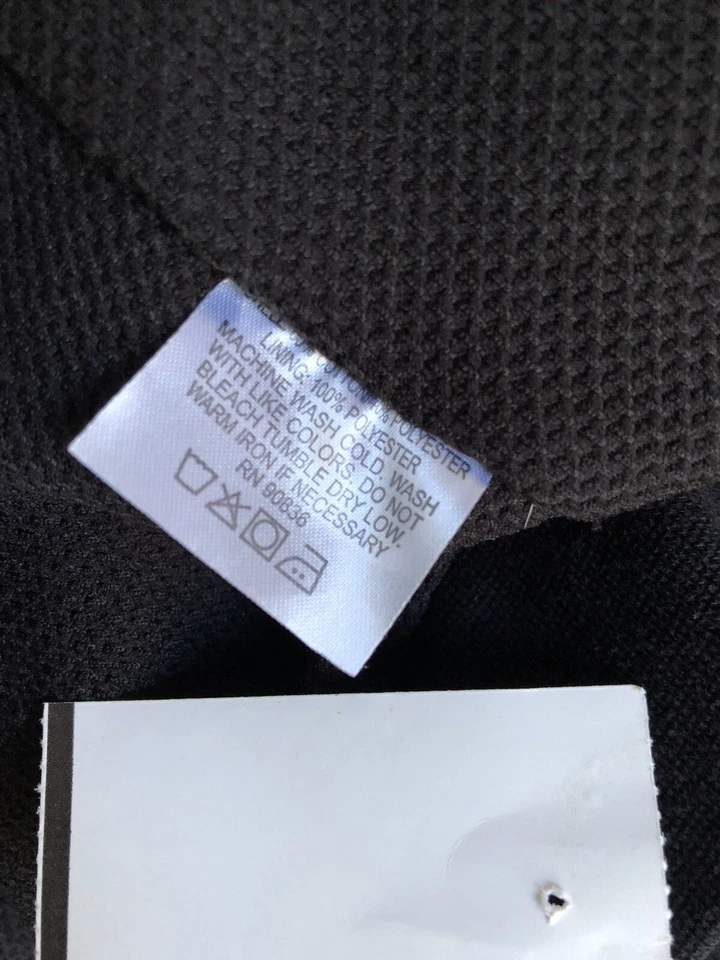 POLYESTER
LINING: 100% POLYESTER
MACHINE WASH COLD, WASH
WITH LIKE COLORS. DO NOT
BLEACH TUMBLE DRY LOW.
WARM IRON IF NECESSARY
RN 90836